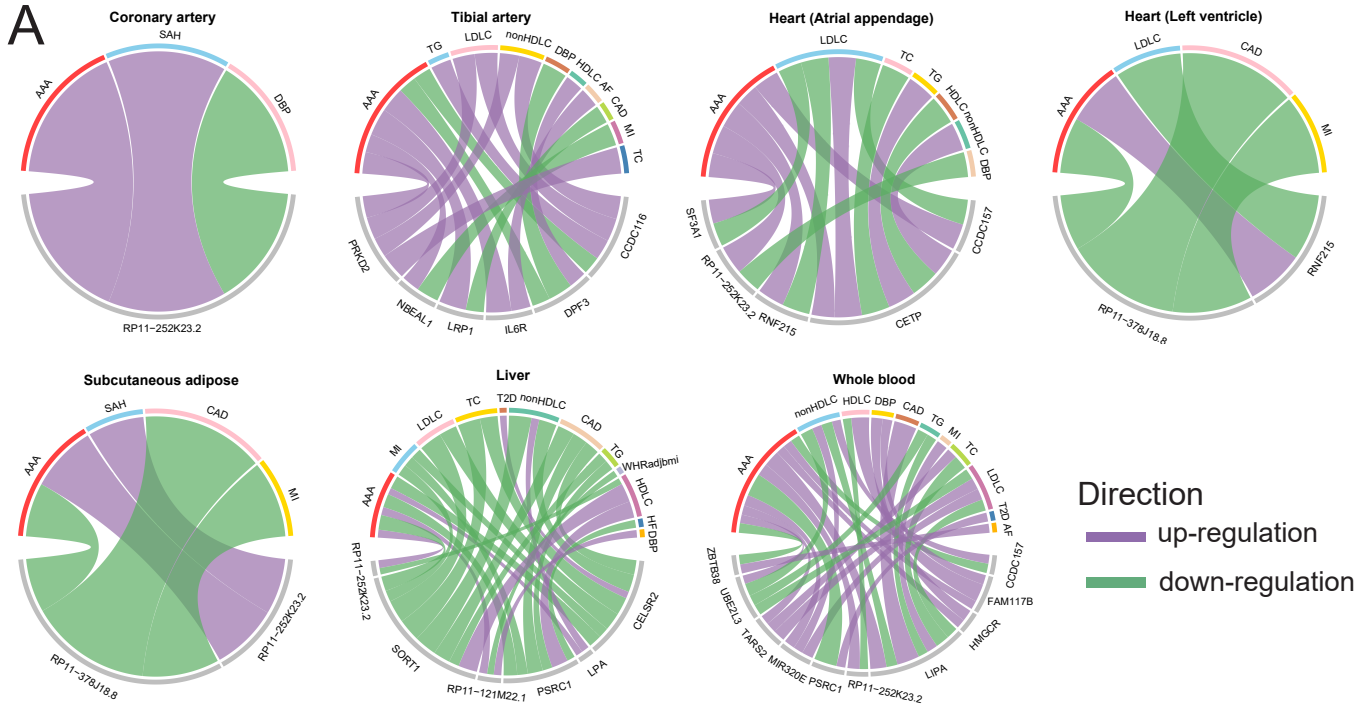 A
Coronary artery
SAH
AAA
DBP
RP11-252K23.2
Tibial artery
AAA
TG
LDLC
nonHDLC
DBP
HDLC
AF
CAD
MI
TC
PRKD2
NBEAL1
LRP1
IL6R
DPF3
CCDC116
Heart (Atrial appendage)
AAA
LDLC
TC
TG
HDLC
nonHDLC
DBP
SF3A1
RP11-252K23.2
RNF215
CETP
CCDC157
Heart (Left ventricle)
AAA
LDLC
CAD
MI
RP11-378J18.8
RNF215
Subcutaneous adipose
AAA
SAH
CAD
MI
RP11-378J18.8
RP11-252K23.2
Liver
AAA
MI
LDLC
TC
T2D
nonHDLC
CAD
TG
WHRadjbmi
HDLC
HF
DBP
RP11-252K23.2
SORT1
RP11-121M22.1
PSRC1
LPA
CELSR2
Whole blood
AAA
nonHDLC
HDLC
DBP
CAD
TG
MI
TC
LDLC
T2D
AF
ZBTB38
UBE2L3
TARS2
MIR320E
PSRC1
RP11-252K23.2
LIPA
HMGCR
FAM117B
CCDC157
Direction
up-regulation
down-regulation